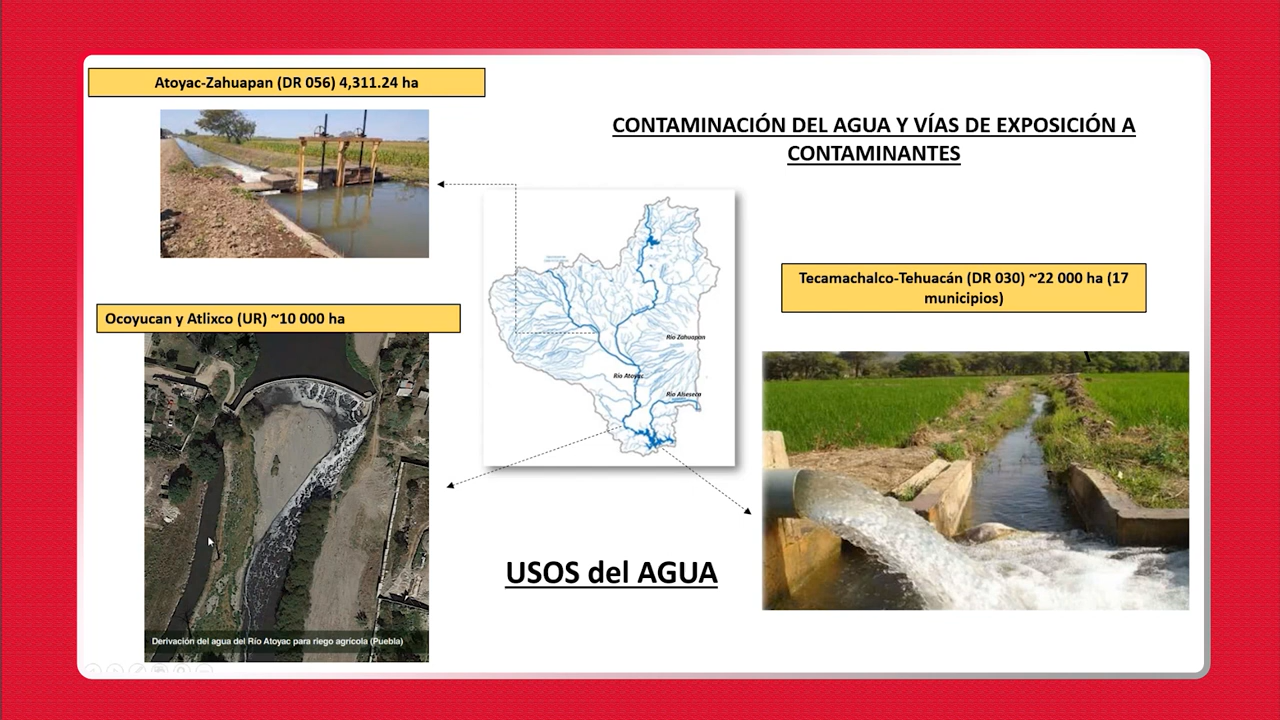 Atoyac-Zahuapan (DR 056) 4,311.24 ha
CONTAMINACIÓN DEL AGUA Y VÍAS DE EXPOSICIÓN A
CONTAMINANTES
Tecamachalco-Tehuacán (DR 030) ~22 000 ha (17
municipios)
Ocoyucan y Atlixco (UR) ~10 000 ha
Río Zahuapan
Río Atoyac
Río Alseseca
USOS del AGUA
Derivación del agua del Río Atoyac para riego agrícola (Puebla)